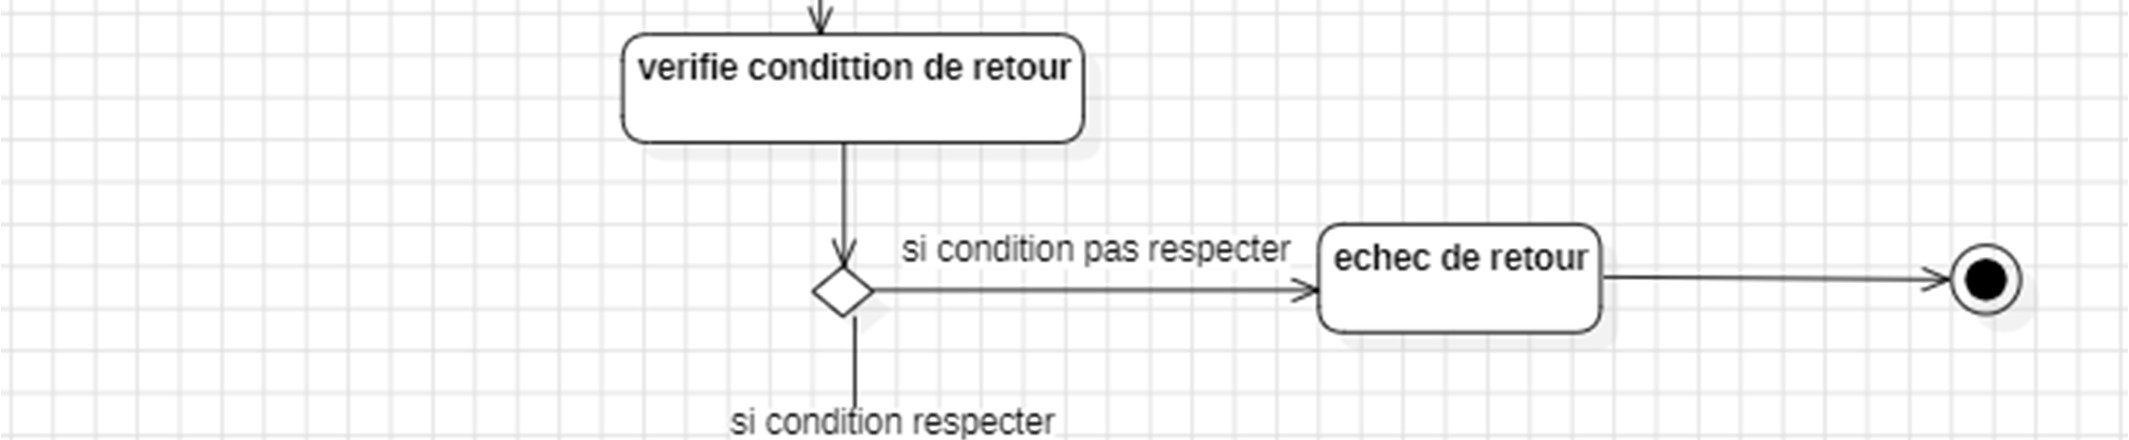 verifie condittion de retour
si condition pas respecter
echec de retour
si condition respecter